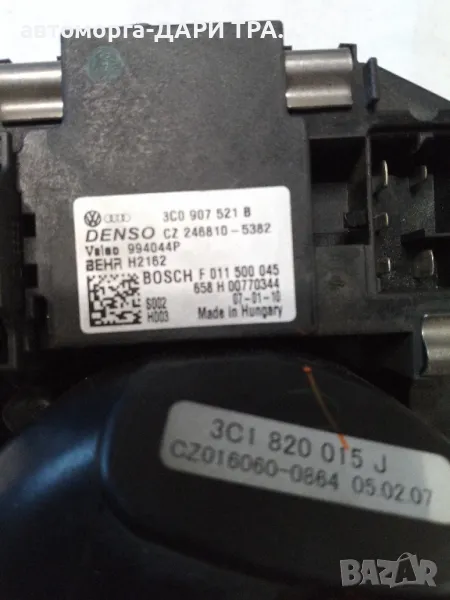 автоморга-ДАРИ ТРА.
3C0 907 521 B
DENSO CZ 246810-5382
Valeo 994044P
BEHR H2162
BOSCH F 011 500 045
658 H 00770344
S002 07-01-10
H003 Made in Hungary
3C1 820 015 J
CZ016060-0864 05.02.07
bazar